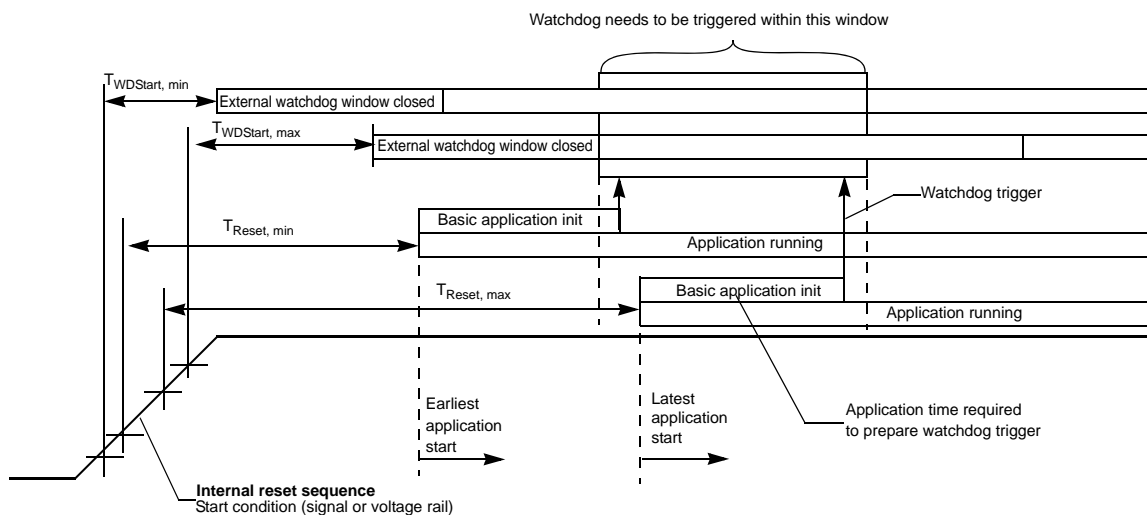 Watchdog needs to be triggered within this window
TWDStart, min
External watchdog window closed
TWDStart, max
External watchdog window closed
Watchdog trigger
Basic application init
TReset, min
Application running
TReset, max
Basic application init
Application running
Earliest
application
start
Latest
application
start
Application time required
to prepare watchdog trigger
Internal reset sequence
Start condition (signal or voltage rail)